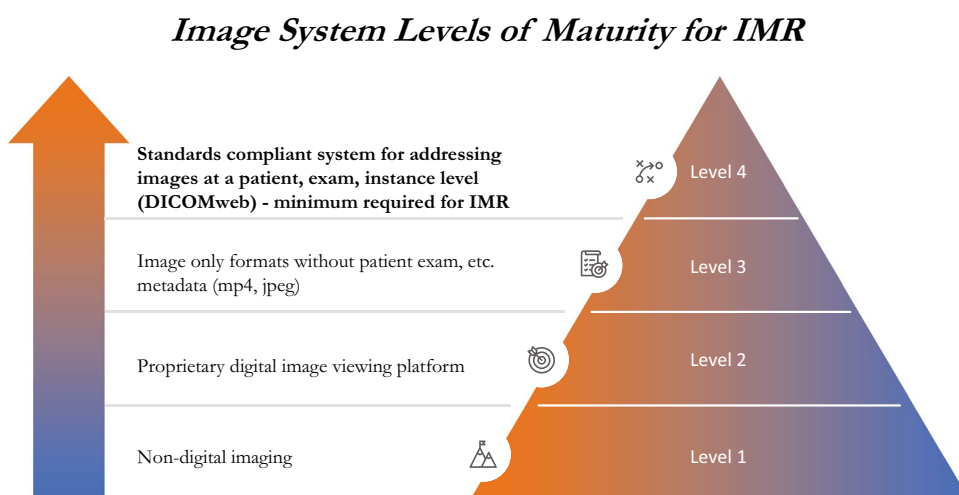 Image System Levels of Maturity for IMR
Standards compliant system for addressing
images at a patient, exam, instance level
(DICOMweb) - minimum required for IMR
Level 4
Image only formats without patient exam, etc.
metadata (mp4, jpeg)
Level 3
Proprietary digital image viewing platform
Level 2
Non-digital imaging
Level 1